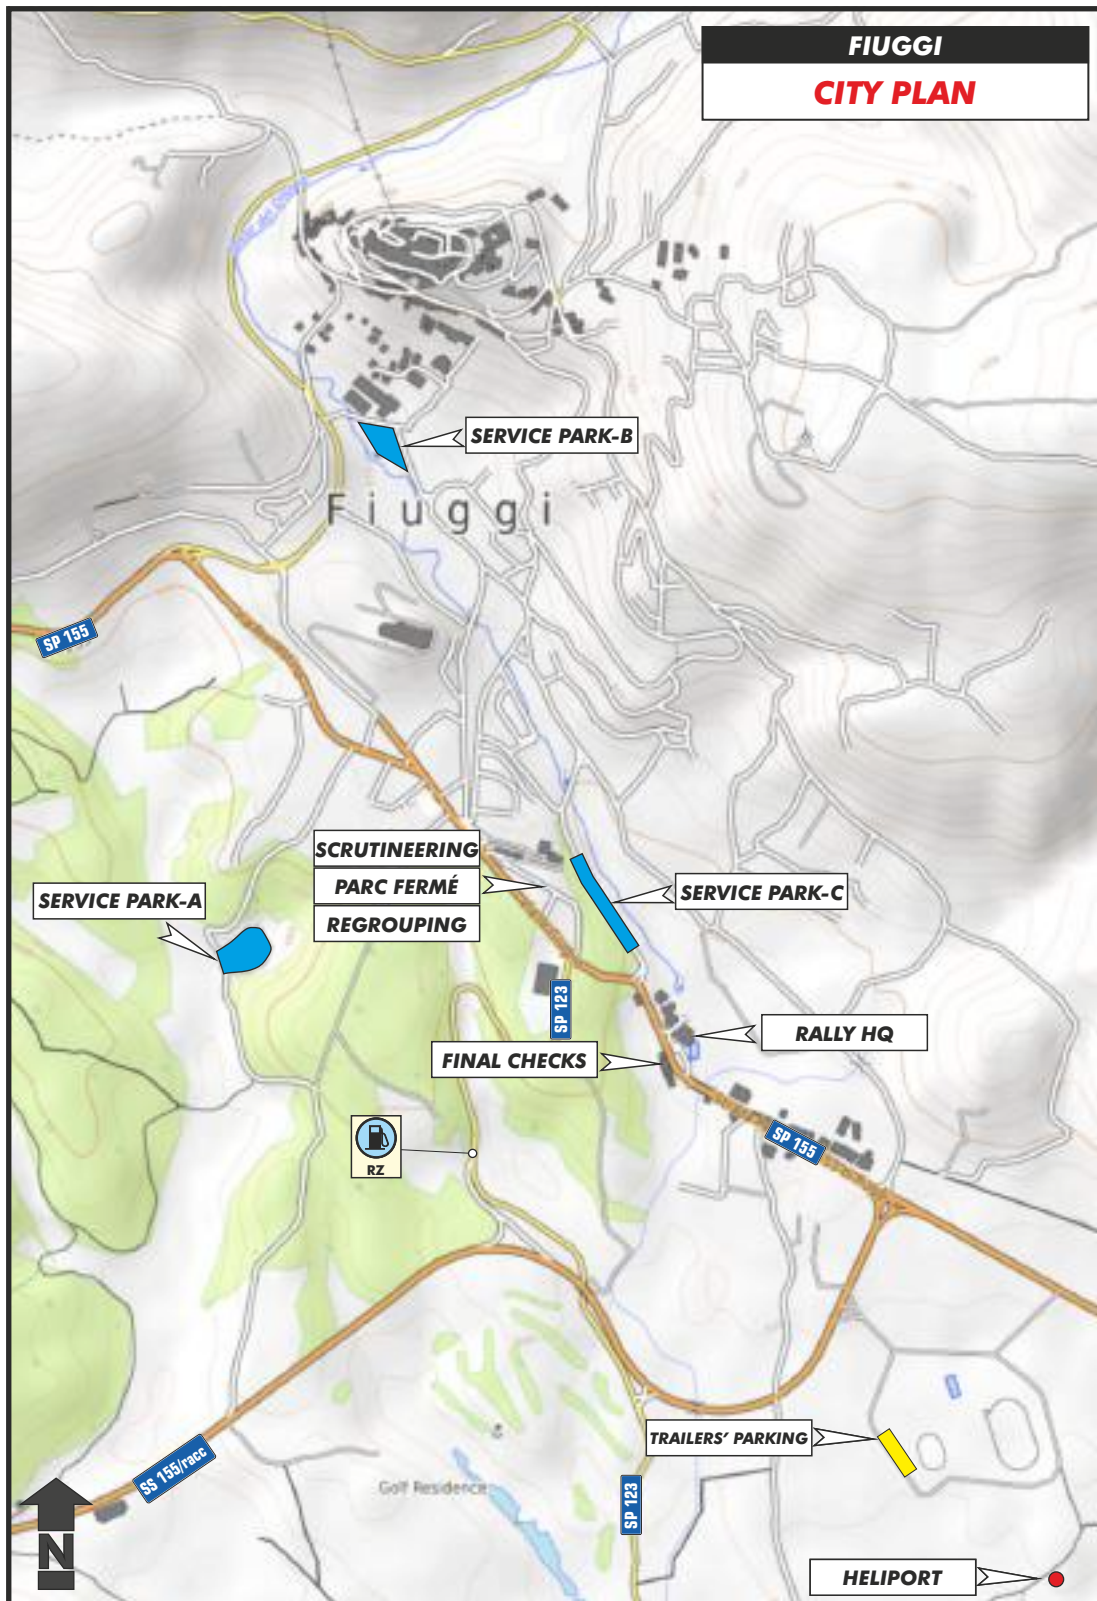 FIUGGI
CITY PLAN
SERVICE PARK-B
Fiuggi
SP 155
SCRUTINEERING
PARC FERMÉ
REGROUPING
SERVICE PARK-A
SERVICE PARK-C
SP 123
RALLY HQ
FINAL CHECKS
RZ
SP 155
TRAILERS' PARKING
SS 155/racc
Golf Residence
SP 123
N
HELIPORT